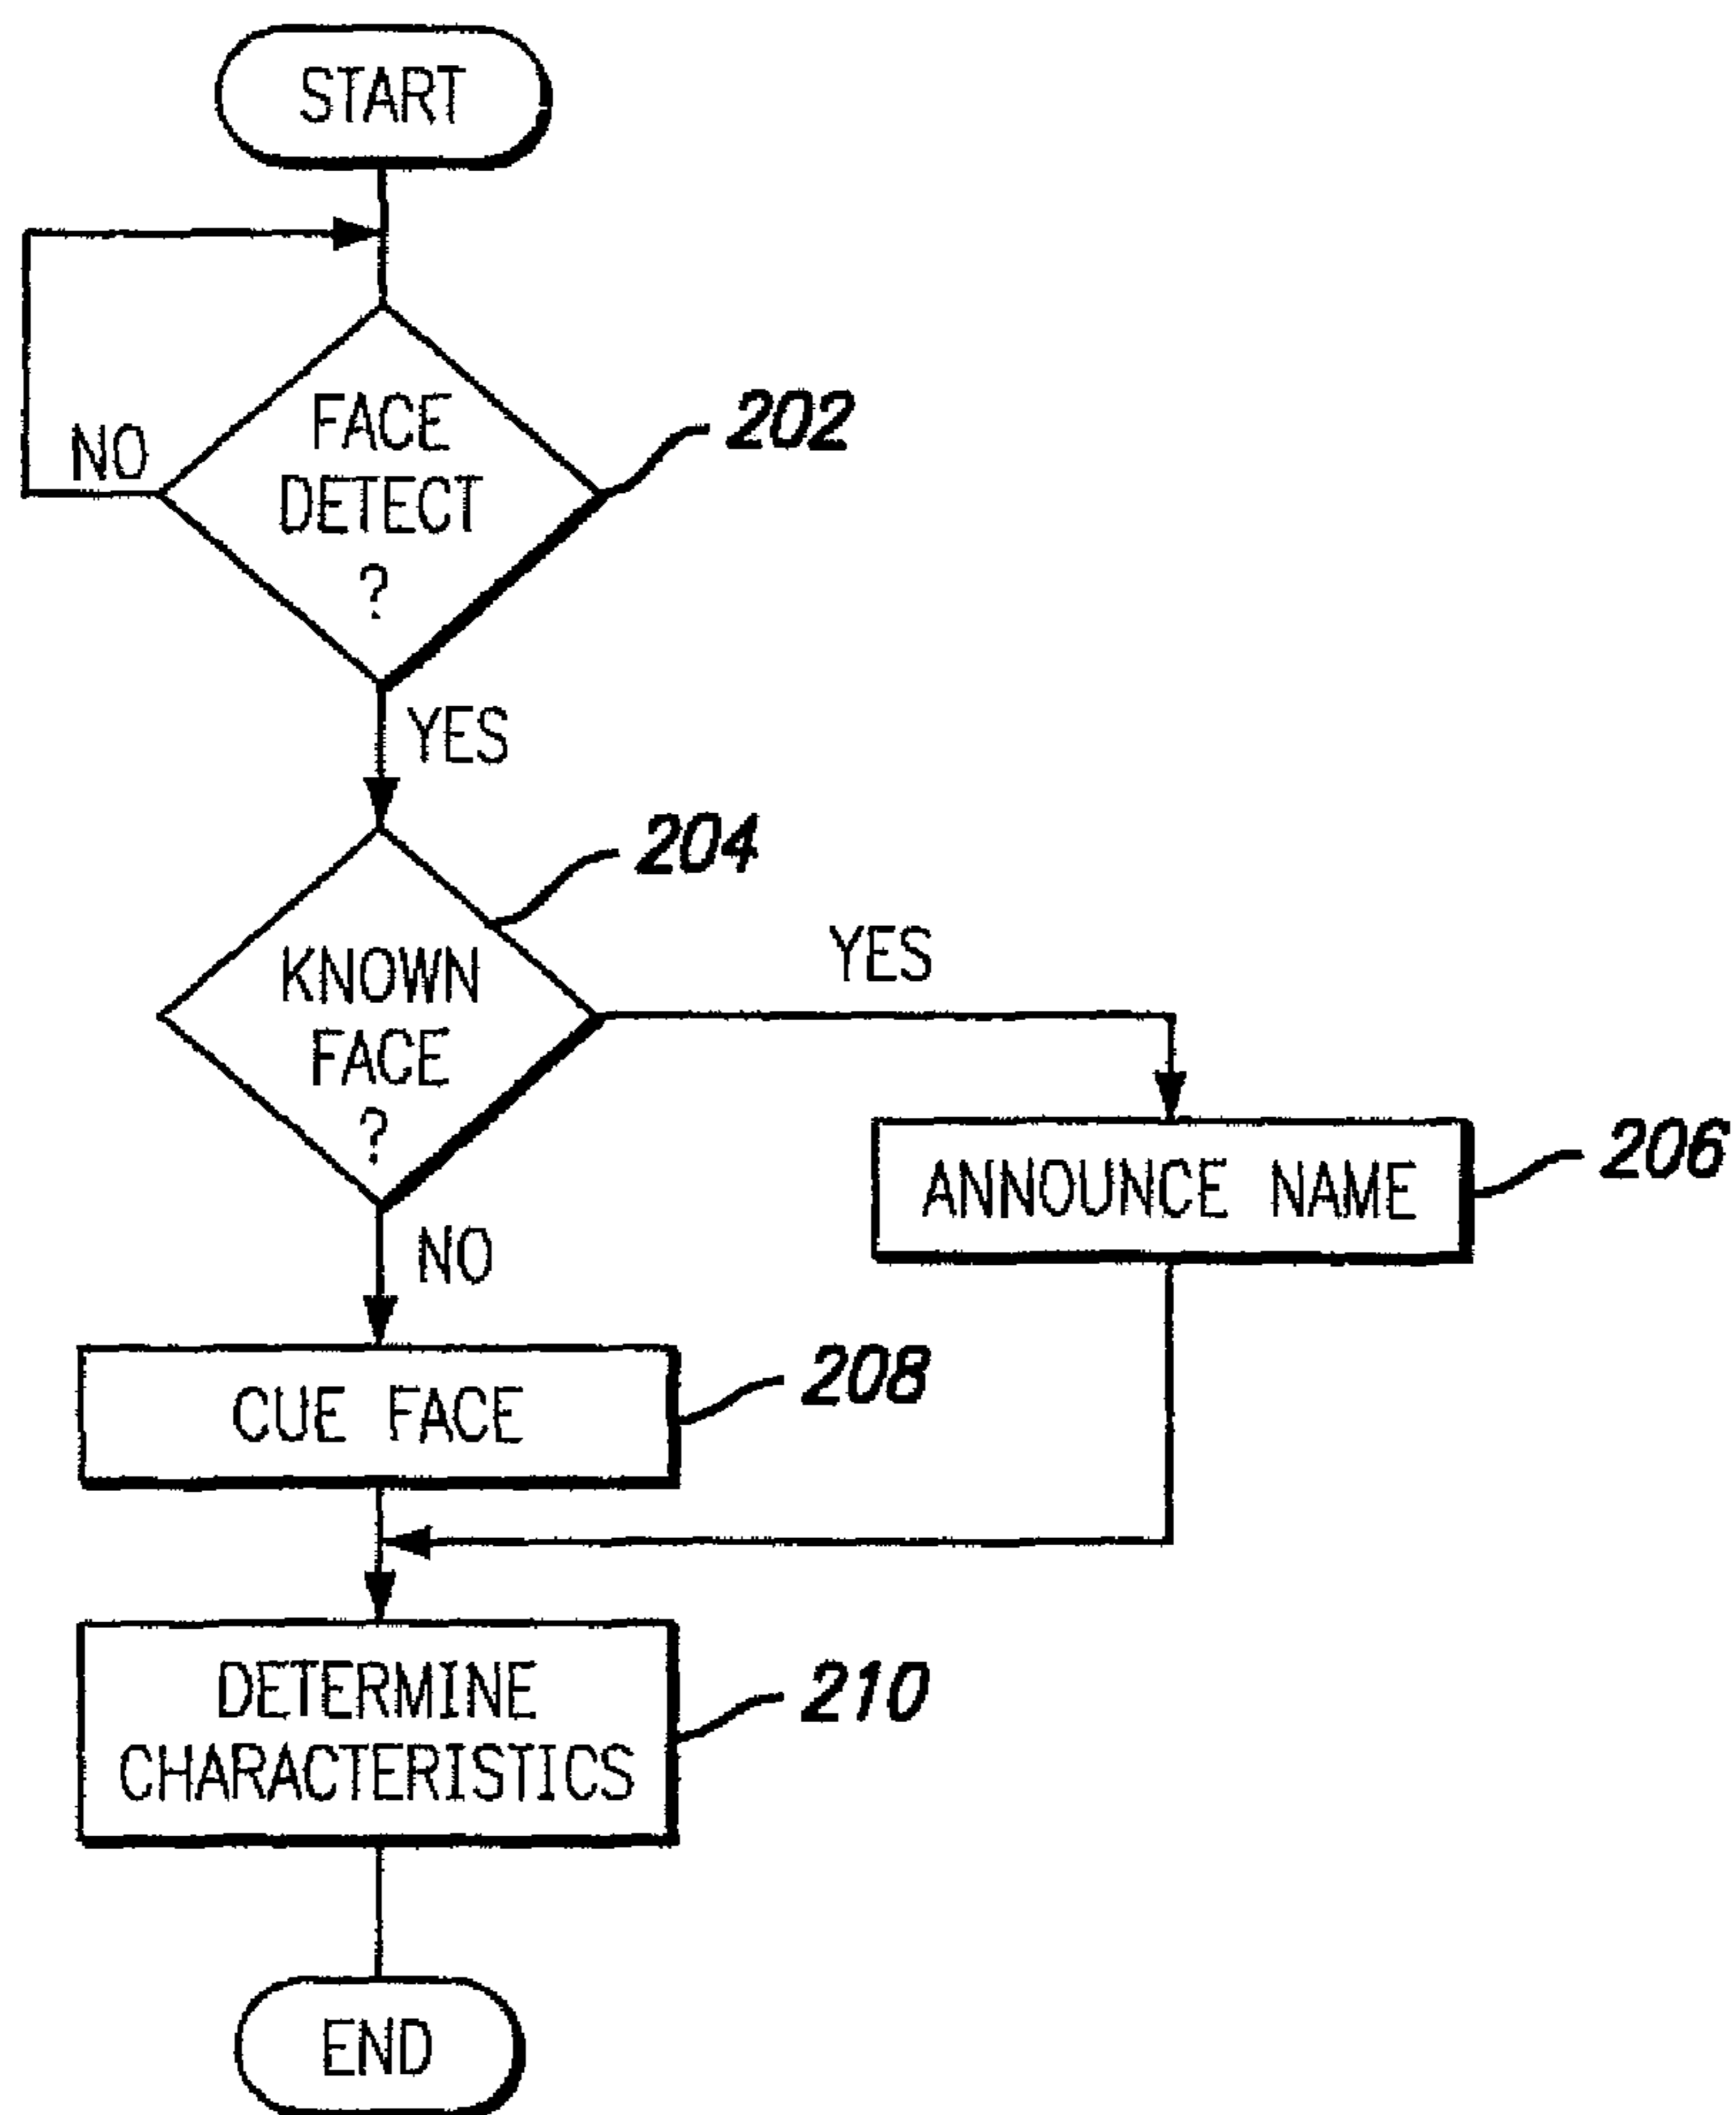 START
FACE
DETECT
?
202
NO
YES
204
KNOWN
FACE
?
YES
ANNOUNCE NAME
206
NO
CUE FACE
208
DETERMINE
CHARACTERISTICS
210
END